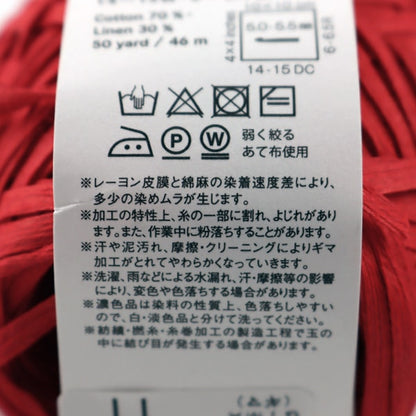 Cotton 70 %
Linen 30 %
50 yard / 46 m
4×4 inches
5.0-5.5㎜
6-6.5R
14-15 DC
P
W
弱く絞る
あて布使用
※レーヨン皮膜と綿麻の染着速度差により、
多少の染めムラが生じます。
※加工の特性上、糸の一部に割れ、よじれがあり
ます。また、作業中に粉落ちすることがあります。
※汗や泥汚れ、摩擦・クリーニングによりギマ
加工がとれてやわらかくなっていきます。
※洗濯、雨などによる水濡れ、汗・摩擦等の影響
により、変色や色落ちする場合があります。
※濃色品は染料の性質上、色落ちしやすいし
で、白・淡色品と分けて洗ってください。
※紡績・撚糸・糸巻加工の製造工程で玉の
中に結び目が発生する場合があります。